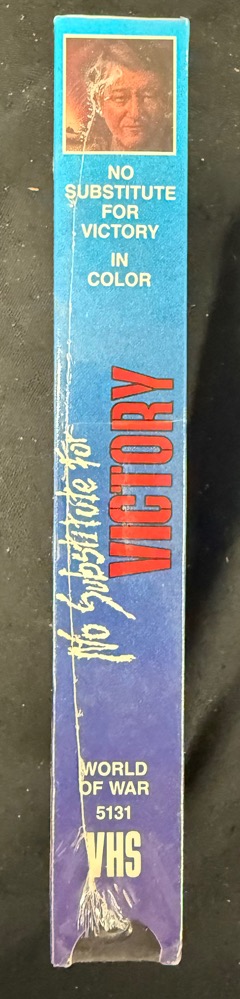 NO
SUBSTITUTE
FOR
VICTORY
IN
COLOR
No Substitute for
VICTORY
WORLD
OF WAR
5131
VHS